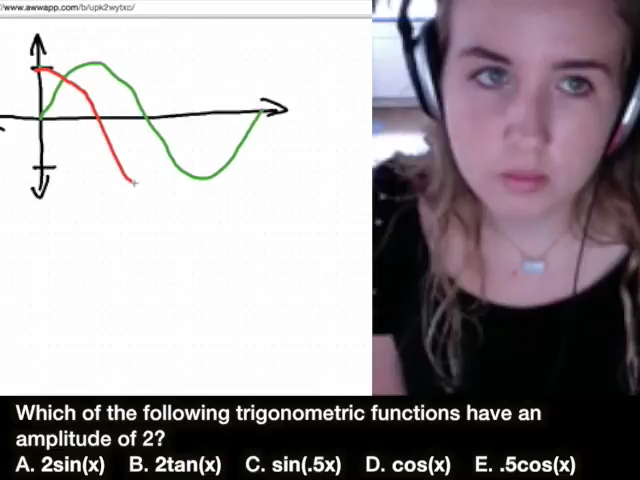 www.awwapp.com/b/upk2wytxc/
Which of the following trigonometric functions have an
amplitude of 2?
A. 2sin(x) B. 2tan(x) C. sin(.5x) D. cos(x) E. .5cos(x)